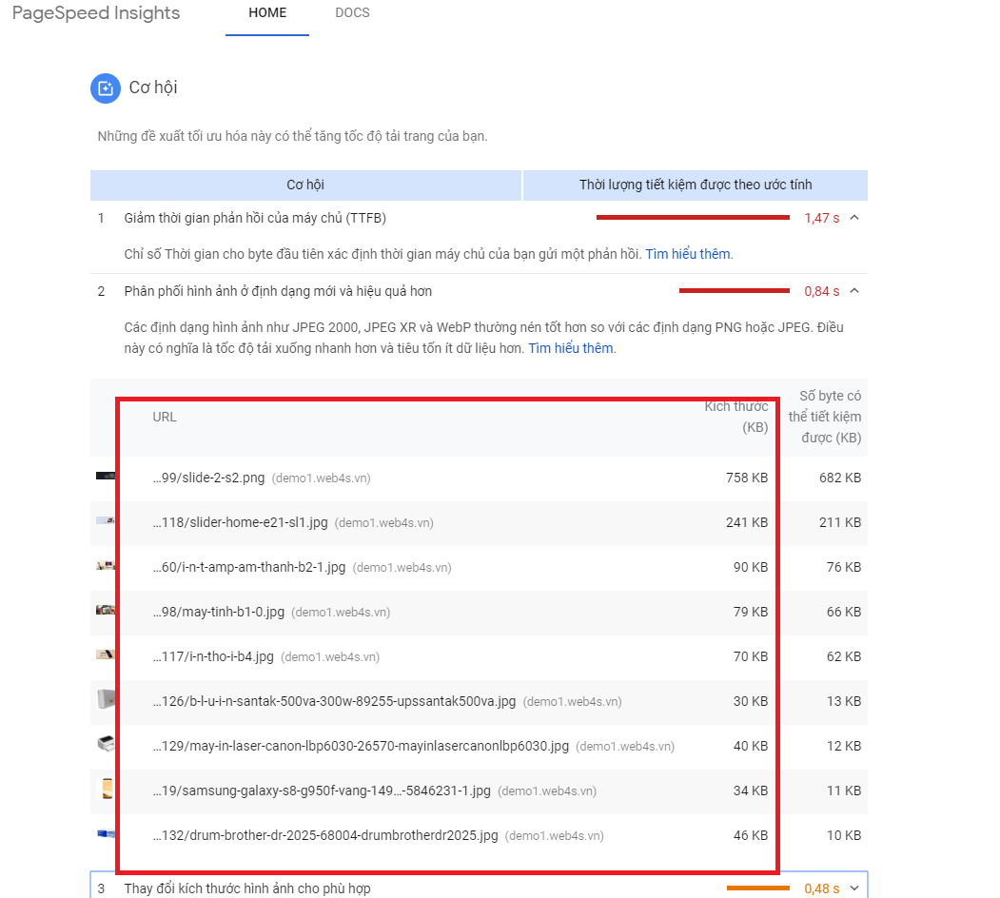 PageSpeed Insights HOME DOCS
Cơ hội
Những đề xuất tối ưu hóa này có thể tăng tốc độ tải trang của bạn.
Cơ hội Thời lượng tiết kiệm được theo ước tính
1 Giảm thời gian phản hồi của máy chủ (TTFB) 1,47 s
Chỉ số Thời gian cho byte đầu tiên xác định thời gian máy chủ của bạn gửi một phản hồi. Tìm hiểu thêm.
2 Phân phối hình ảnh ở định dạng mới và hiệu quả hơn 0,84 s
Các định dạng hình ảnh như JPEG 2000, JPEG XR và WebP thường nén tốt hơn so với các định dạng PNG hoặc JPEG. Điều
này có nghĩa là tốc độ tải xuống nhanh hơn và tiêu tốn ít dữ liệu hơn. Tìm hiểu thêm.
URL
Kích thước
(KB)
Số byte có
thể tiết kiệm
được (KB)
…99/slide-2-s2.png (demo1.web4s.vn) 758 KB 682 KB
…118/slider-home-e21-sl1.jpg (demo1.web4s.vn) 241 KB 211 KB
…60/i-n-t-amp-am-thanh-b2-1.jpg (demo1.web4s.vn) 90 KB 76 KB
…98/may-tinh-b1-0.jpg (demo1.web4s.vn) 79 KB 66 KB
…117/i-n-tho-i-b4.jpg (demo1.web4s.vn) 70 KB 62 KB
…126/b-l-u-i-n-santak-500va-300w-89255-upssantak500va.jpg (demo1.web4s.vn) 30 KB 13 KB
…129/may-in-laser-canon-lbp6030-26570-mayinlasercanonlbp6030.jpg (demo1.web4s.vn) 40 KB 12 KB
…19/samsung-galaxy-s8-g950f-vang-149…-5846231-1.jpg (demo1.web4s.vn) 34 KB 11 KB
…132/drum-brother-dr-2025-68004-drumbrotherdr2025.jpg (demo1.web4s.vn) 46 KB 10 KB
3 Thay đổi kích thước hình ảnh cho phù hợp 0,48 s